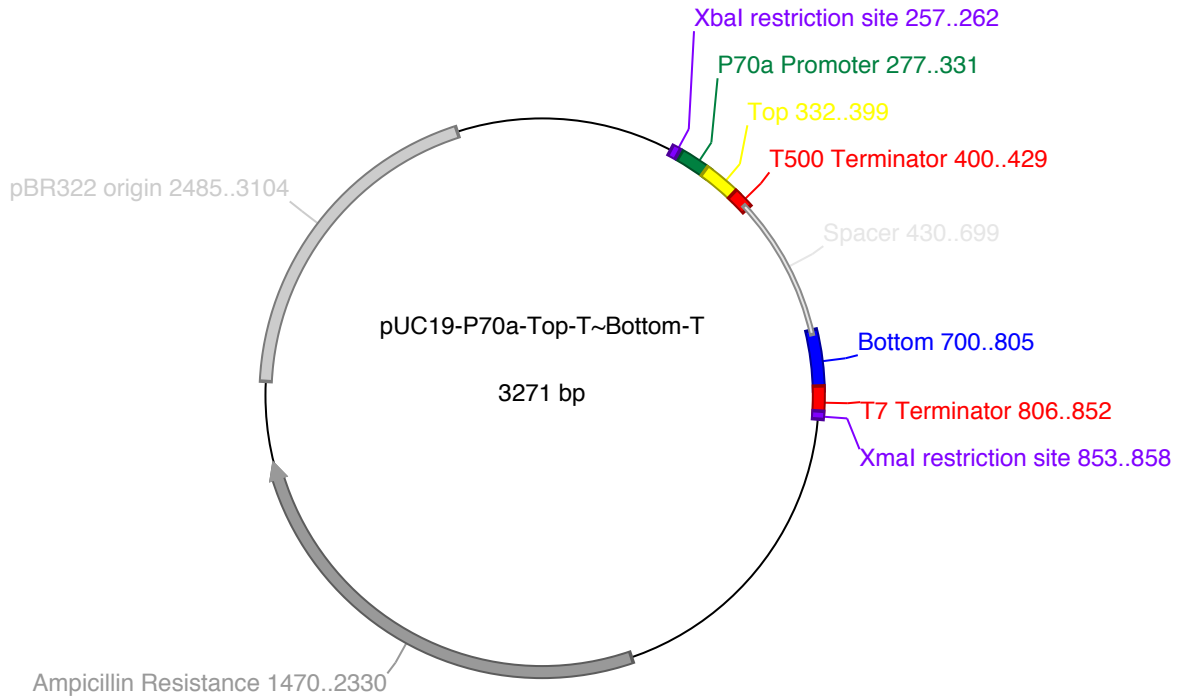 XbaI restriction site 257..262
P70a Promoter 277..331
Top 332..399
T500 Terminator 400..429
pBR322 origin 2485..3104
Spacer 430..699
pUC19-P70a-Top-T~Bottom-T
Bottom 700..805
3271 bp
T7 Terminator 806..852
XmaI restriction site 853..858
Ampicillin Resistance 1470..2330